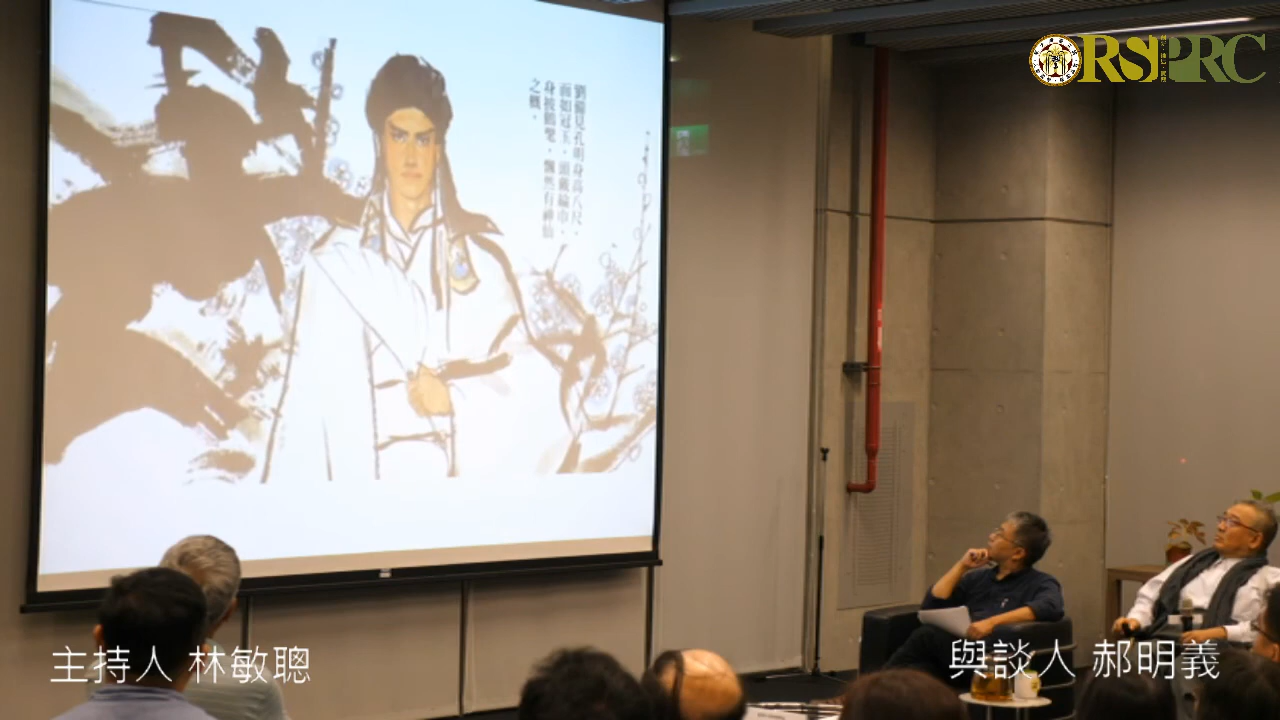 RSPRC
劉備見孔明身高八尺，
面如冠玉，頭戴綸巾，
身披鶴氅，飄然有神仙
之概。
主持人 林敏聰
與談人 郝明義